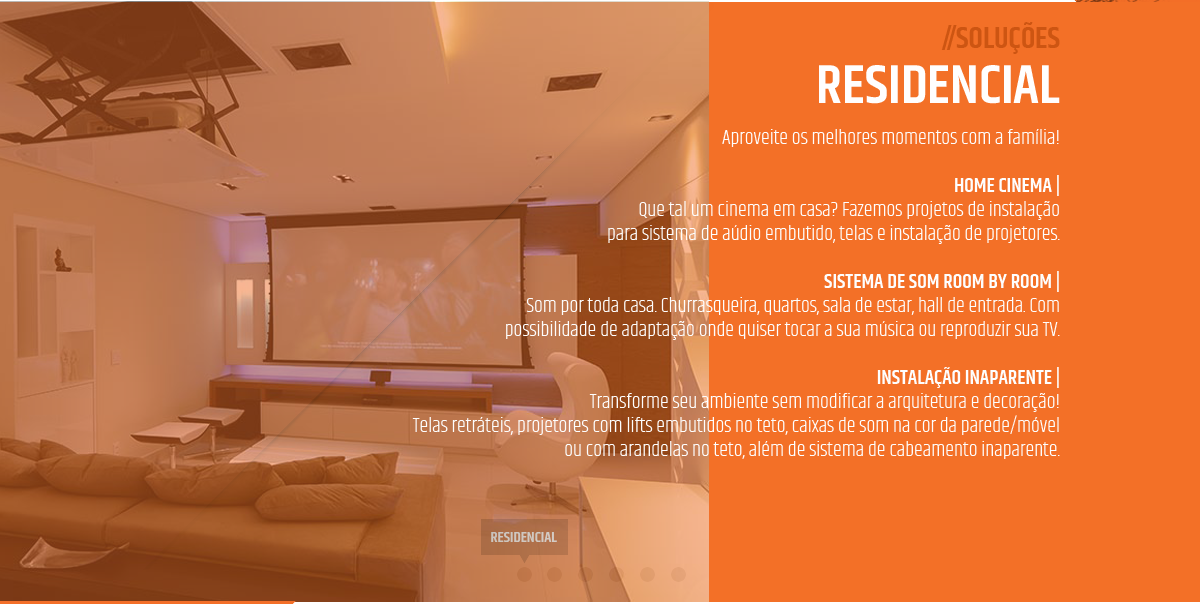 //SOLUÇÕES
RESIDENCIAL
Aproveite os melhores momentos com a família!
HOME CINEMA |
Que tal um cinema em casa? Fazemos projetos de instalação
para sistema de aúdio embutido, telas e instalação de projetores.
SISTEMA DE SOM ROOM BY ROOM |
Som por toda casa. Churrasqueira, quartos, sala de estar, hall de entrada. Com
possibilidade de adaptação onde quiser tocar a sua música ou reproduzir sua TV.
INSTALAÇÃO INAPARENTE |
Transforme seu ambiente sem modificar a arquitetura e decoração!
Telas retráteis, projetores com lifts embutidos no teto, caixas de som na cor da parede/móvel
ou com arandelas no teto, além de sistema de cabeamento inaparente.
RESIDENCIAL